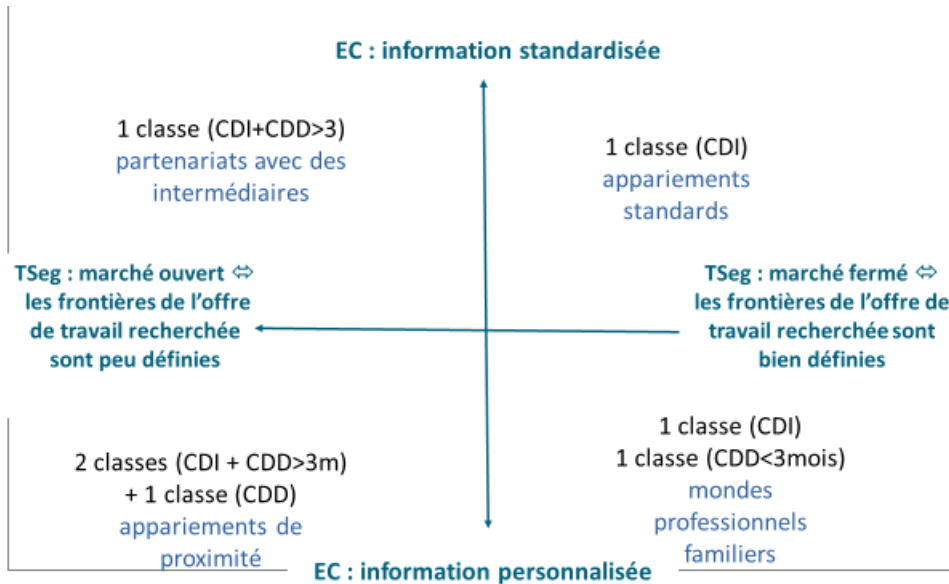 EC : information standardisée
1 classe (CDI+CDD>3)
partenariats avec des
intermédiaires
1 classe (CDI)
appariements
standards
TSeg : marché ouvert ⇔
les frontières de l’offre
de travail recherchée
sont peu définies
TSeg : marché fermé ⇔
les frontières de l’offre de
travail recherchée sont
bien définies
2 classes (CDI + CDD>3m)
+ 1 classe (CDD)
appariements de
proximité
1 classe (CDI)
1 classe (CDD<3mois)
mondes
professionnels
familiers
EC : information personnalisée